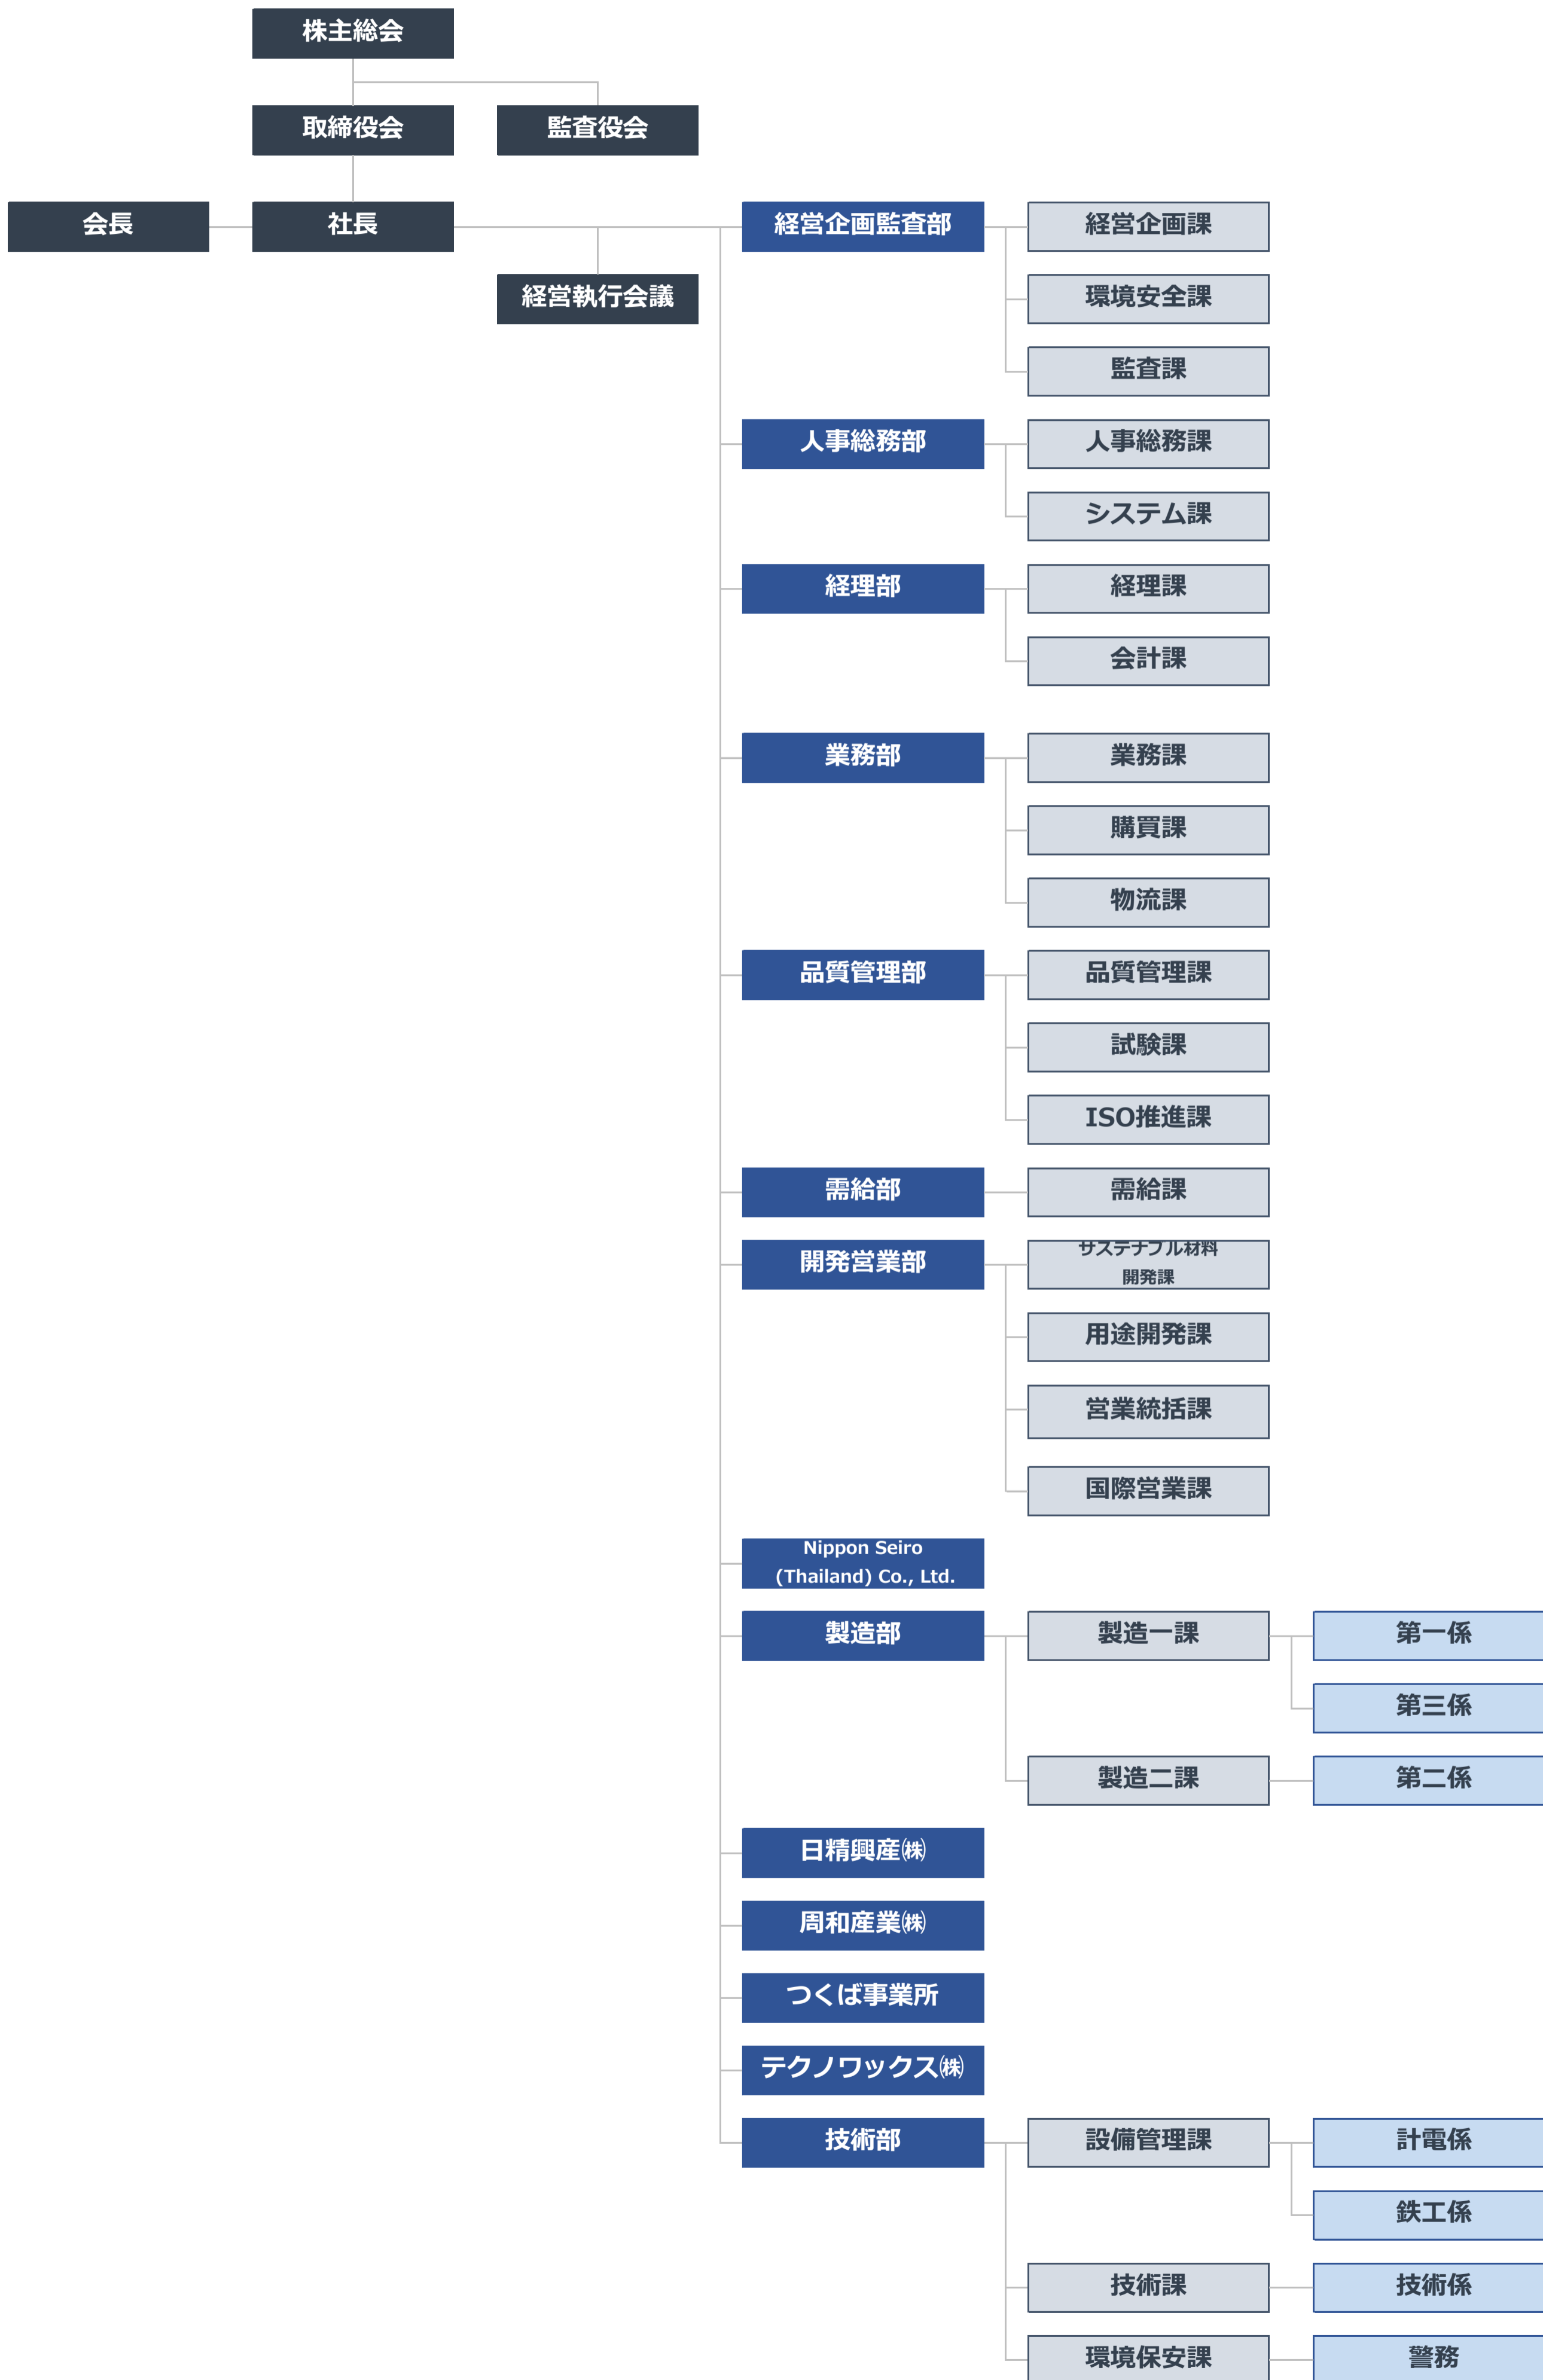 株主総会
取締役会
監査役会
会長
社長
経営企画監査部
経営企画課
経営執行会議
環境安全課
監査課
人事総務部
人事総務課
システム課
経理部
経理課
会計課
業務部
業務課
購買課
物流課
品質管理部
品質管理課
試験課
ISO推進課
需給部
需給課
開発営業部
サステナブル材料
開発課
用途開発課
営業統括課
国際営業課
Nippon Seiro
(Thailand) Co., Ltd.
製造部
製造一課
第一係
第三係
製造二課
第二係
日精興産㈱
周和産業㈱
つくば事業所
テクノワックス㈱
技術部
設備管理課
計電係
鉄工係
技術課
技術係
環境保安課
警務